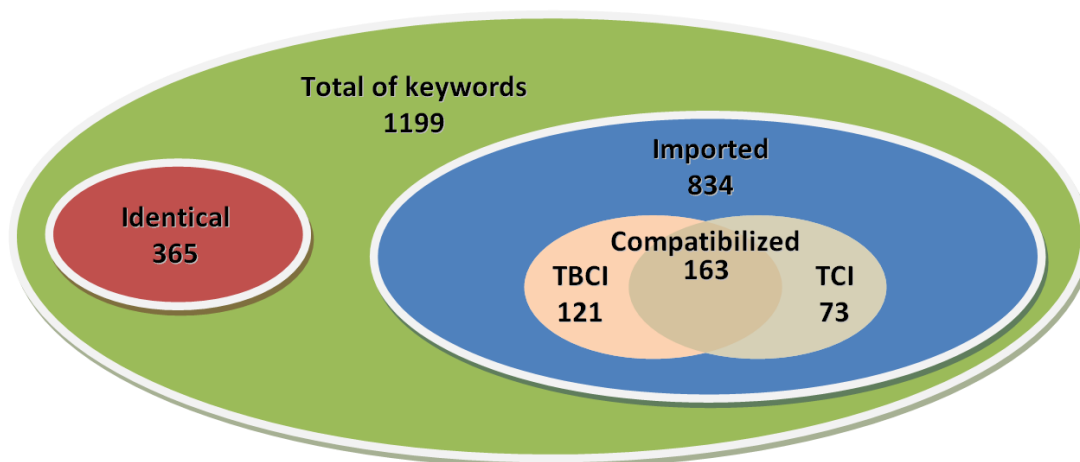 Total of keywords
1199
Imported
834
Identical
365
Compatibilized
163
TBCI
121
TCI
73